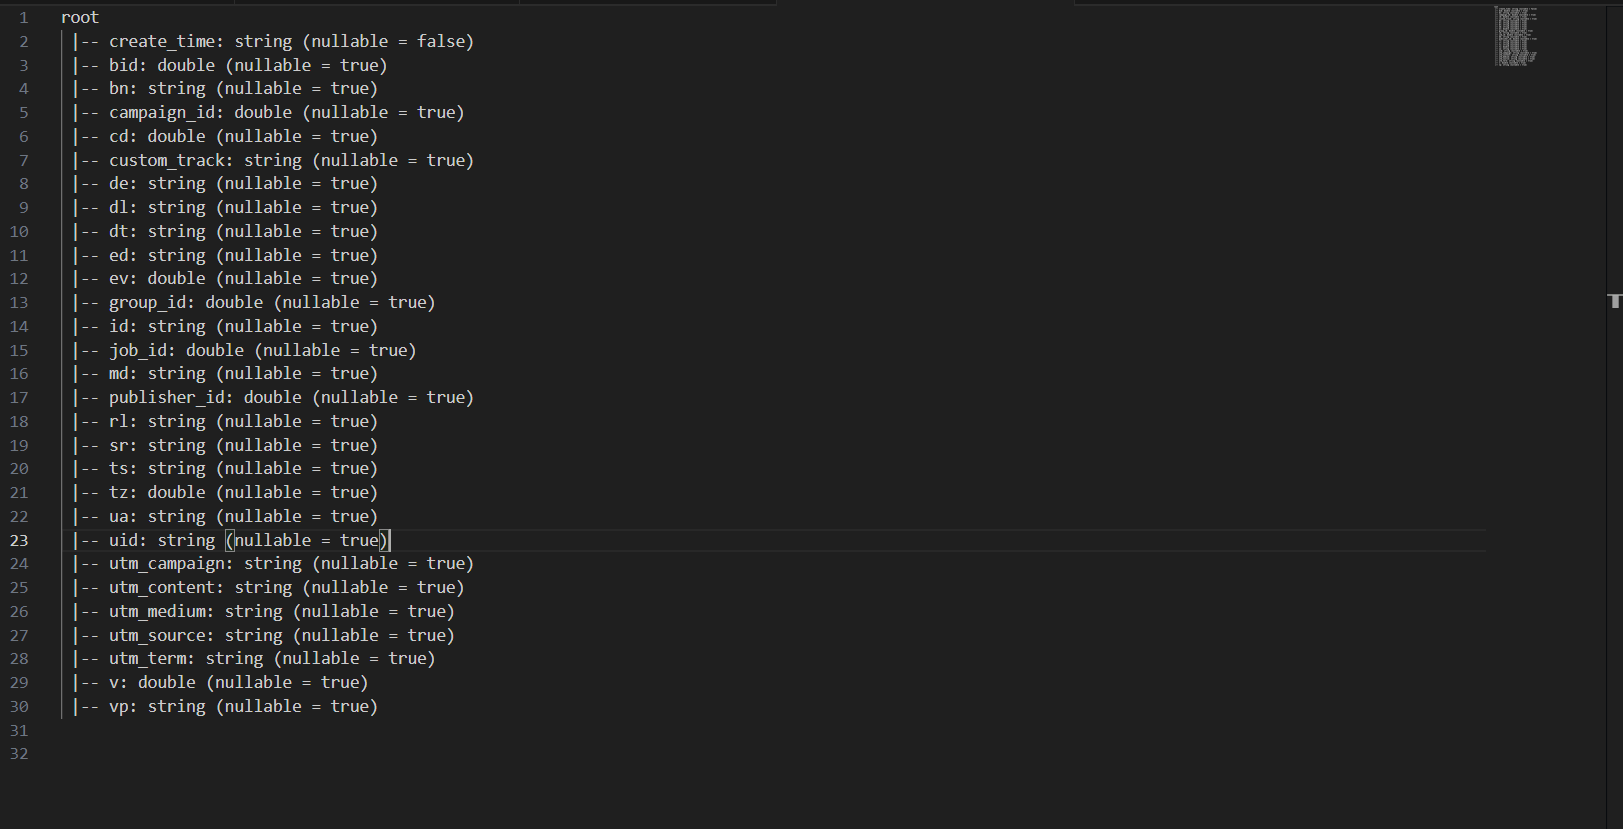 1 root
2 |-- create_time: string (nullable = false)
3 |-- bid: double (nullable = true)
4 |-- bn: string (nullable = true)
5 |-- campaign_id: double (nullable = true)
6 |-- cd: double (nullable = true)
7 |-- custom_track: string (nullable = true)
8 |-- de: string (nullable = true)
9 |-- dl: string (nullable = true)
10 |-- dt: string (nullable = true)
11 |-- ed: string (nullable = true)
12 |-- ev: double (nullable = true)
13 |-- group_id: double (nullable = true)
14 |-- id: string (nullable = true)
15 |-- job_id: double (nullable = true)
16 |-- md: string (nullable = true)
17 |-- publisher_id: double (nullable = true)
18 |-- rl: string (nullable = true)
19 |-- sr: string (nullable = true)
20 |-- ts: string (nullable = true)
21 |-- tz: double (nullable = true)
22 |-- ua: string (nullable = true)
23 |-- uid: string (nullable = true)
24 |-- utm_campaign: string (nullable = true)
25 |-- utm_content: string (nullable = true)
26 |-- utm_medium: string (nullable = true)
27 |-- utm_source: string (nullable = true)
28 |-- utm_term: string (nullable = true)
29 |-- v: double (nullable = true)
30 |-- vp: string (nullable = true)
31
32